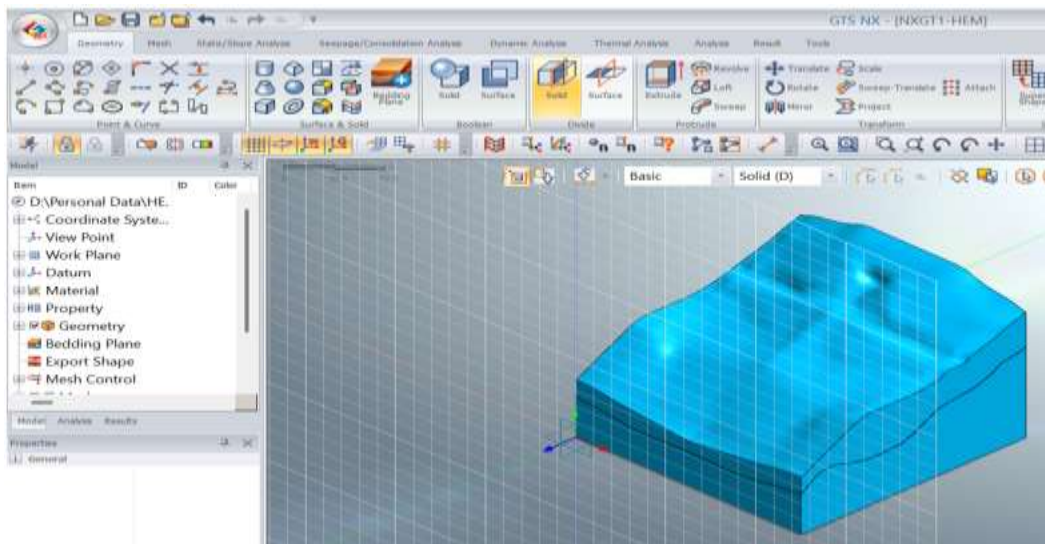 GTS NX - [NXGT1-HEM]
Geometry Mesh Static/Slope Analysis Seepage/Consolidation Analysis Dynamic Analysis Thermal Analysis Analysis Result Tools
Bedding Plane
Solid Surface
Solid Surface
Extrude
Revolve
Loft
Sweep
Translate
Rotate
Mirror
Scale
Sweep-Translate
Project
Attach
Point & Curve Surface & Solid Boolean Divide Protrude Transform
Basic Solid (D)
Model
Item ID Color
D:\Personal Data\HE.
Coordinate Syste...
View Point
Work Plane
Datum
Material
Property
Geometry
Bedding Plane
Export Shape
Mesh Control
Model Analysis Results
Properties
General